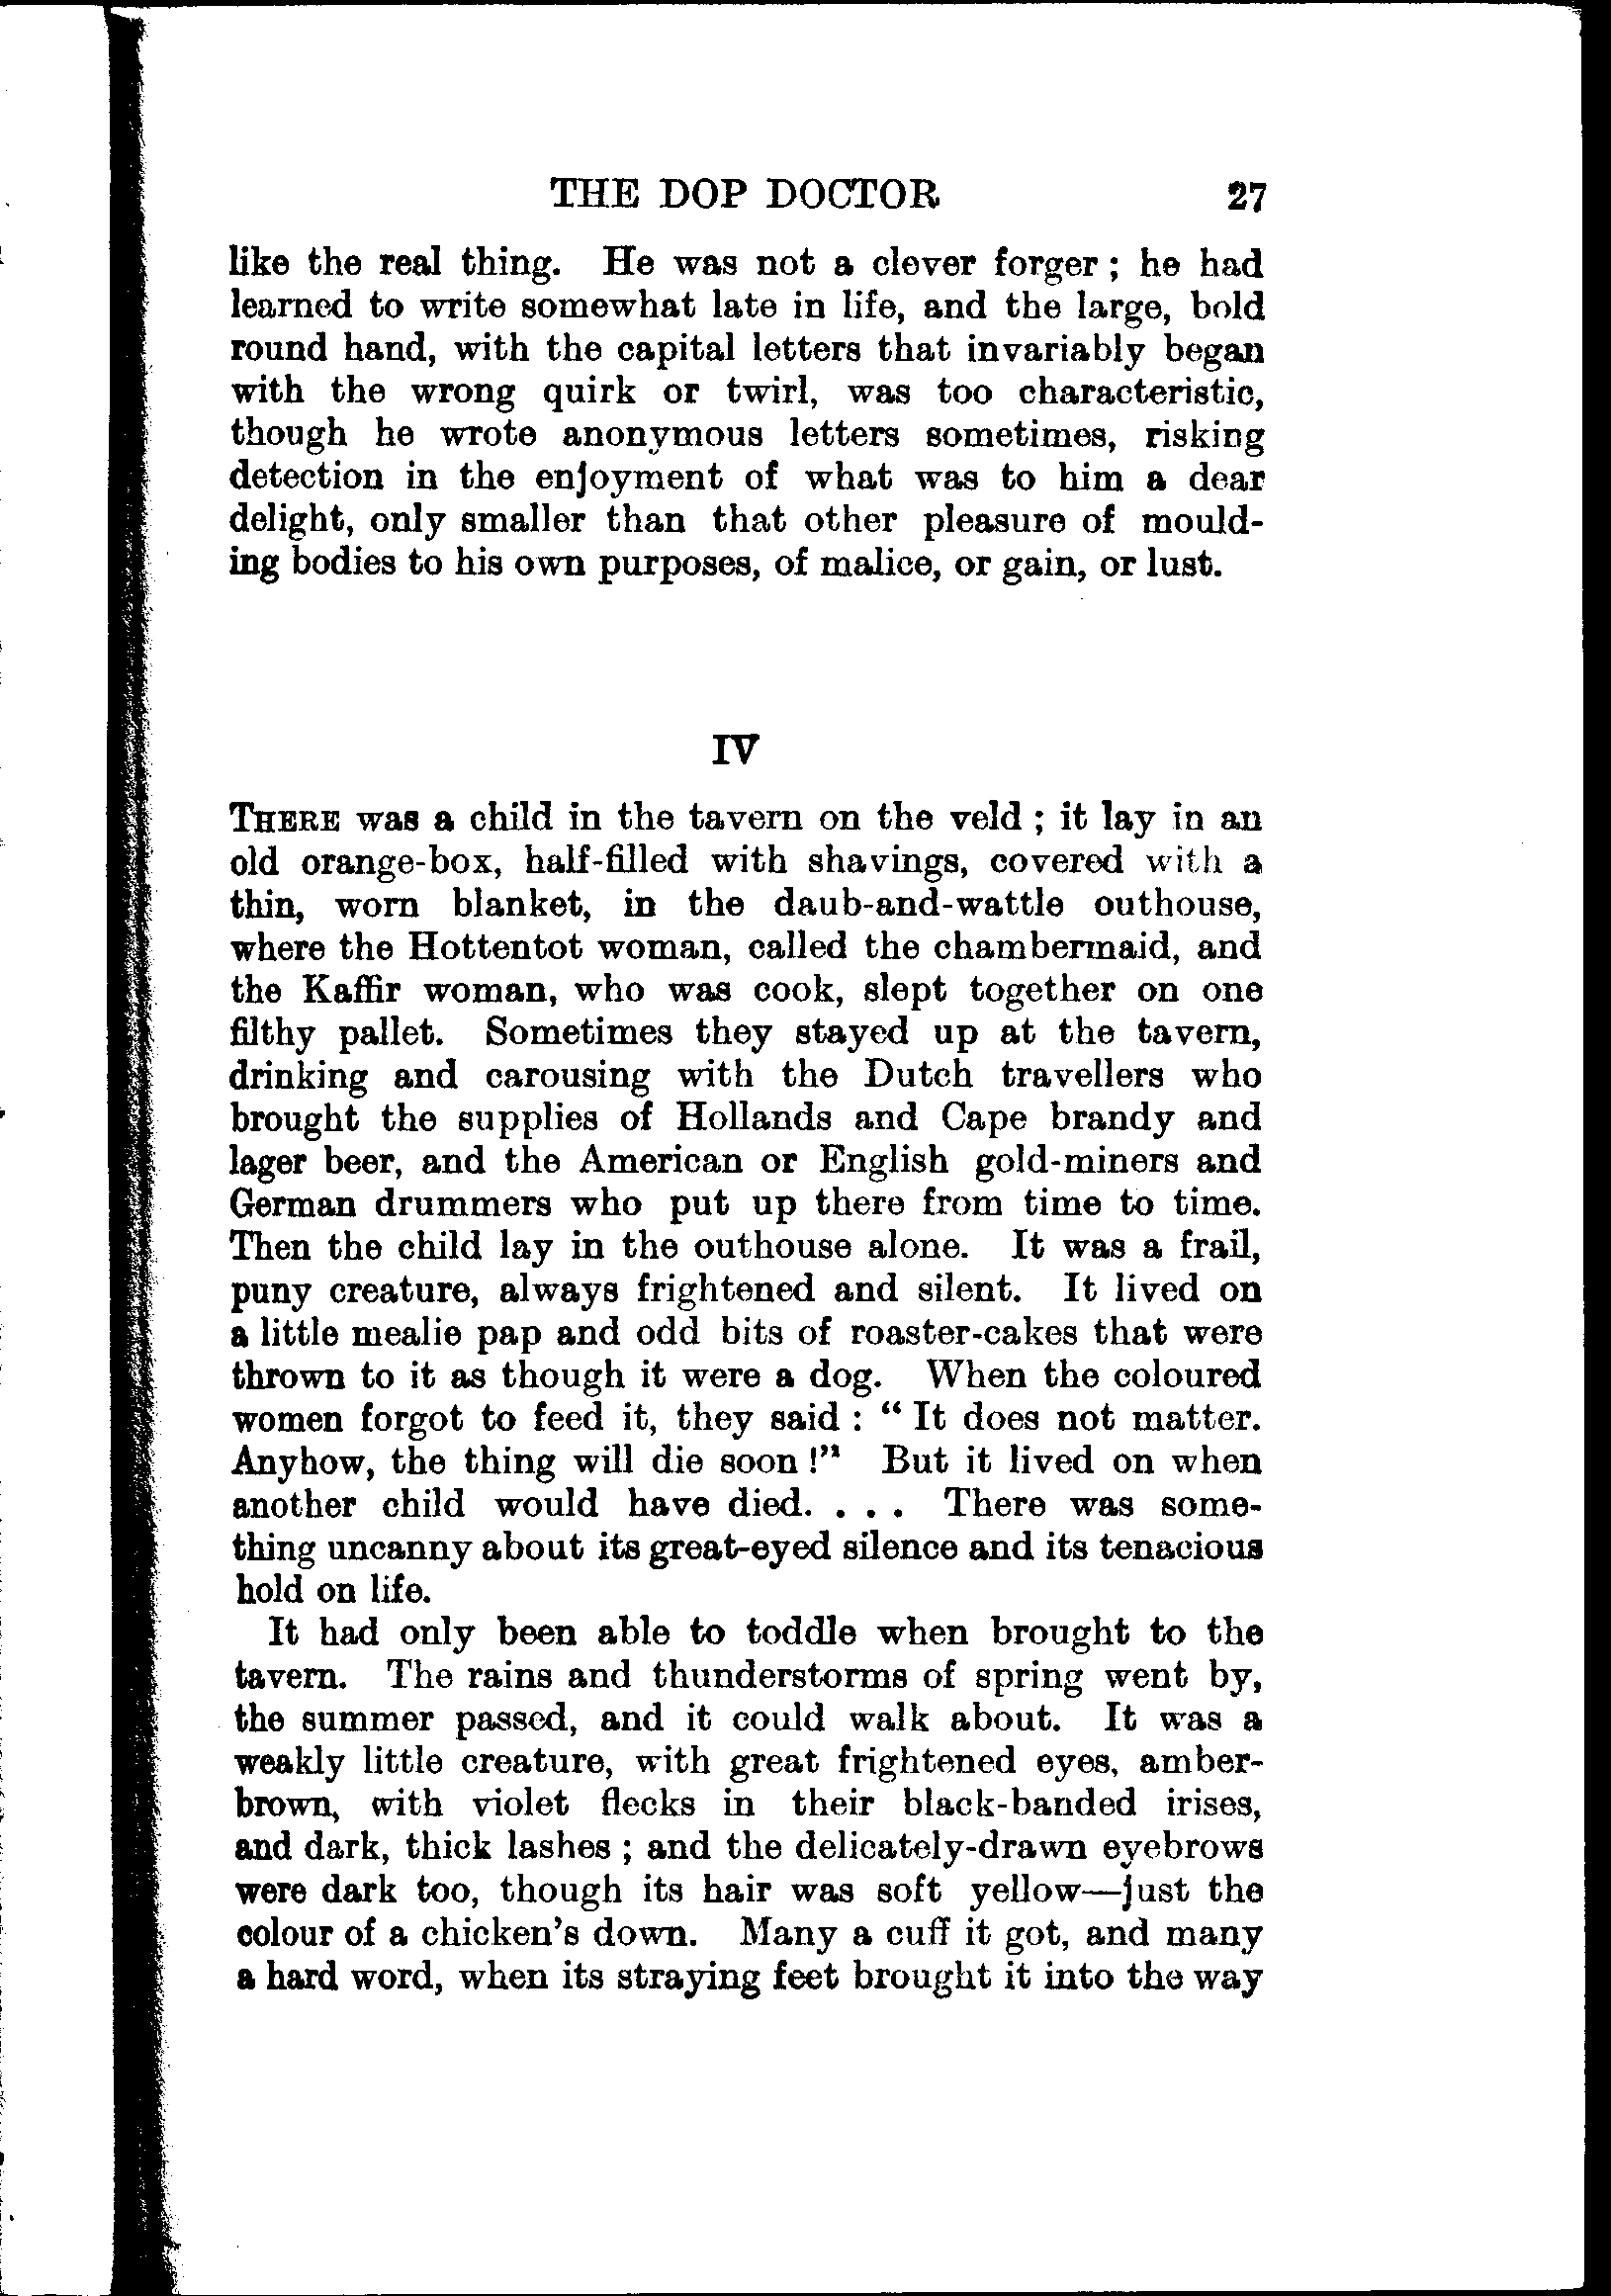 THE DOP DOCTOR 27
like the real thing. He was not a clever forger ; he had
learned to write somewhat late in life, and the large, bold
round hand, with the capital letters that invariably began
with the wrong quirk or twirl, was too characteristic,
though he wrote anonymous letters sometimes, risking
detection in the enjoyment of what was to him a dear
delight, only smaller than that other pleasure of mould-
ing bodies to his own purposes, of malice, or gain, or lust.
IV
THERE was a child in the tavern on the veld ; it lay in an
old orange-box, half-filled with shavings, covered with a
thin, worn blanket, in the daub-and-wattle outhouse,
where the Hottentot woman, called the chambermaid, and
the Kaffir woman, who was cook, slept together on one
filthy pallet. Sometimes they stayed up at the tavern,
drinking and carousing with the Dutch travellers who
brought the supplies of Hollands and Cape brandy and
lager beer, and the American or English gold-miners and
German drummers who put up there from time to time.
Then the child lay in the outhouse alone. It was a frail,
puny creature, always frightened and silent. It lived on
a little mealie pap and odd bits of roaster-cakes that were
thrown to it as though it were a dog. When the coloured
women forgot to feed it, they said : “ It does not matter.
Anyhow, the thing will die soon !” But it lived on when
another child would have died. . . . There was some-
thing uncanny about its great-eyed silence and its tenacious
hold on life.
It had only been able to toddle when brought to the
tavern. The rains and thunderstorms of spring went by,
the summer passed, and it could walk about. It was a
weakly little creature, with great frightened eyes, amber-
brown, with violet flecks in their black-banded irises,
and dark, thick lashes ; and the delicately-drawn eyebrows
were dark too, though its hair was soft yellow—just the
colour of a chicken's down. Many a cuff it got, and many
a hard word, when its straying feet brought it into the way